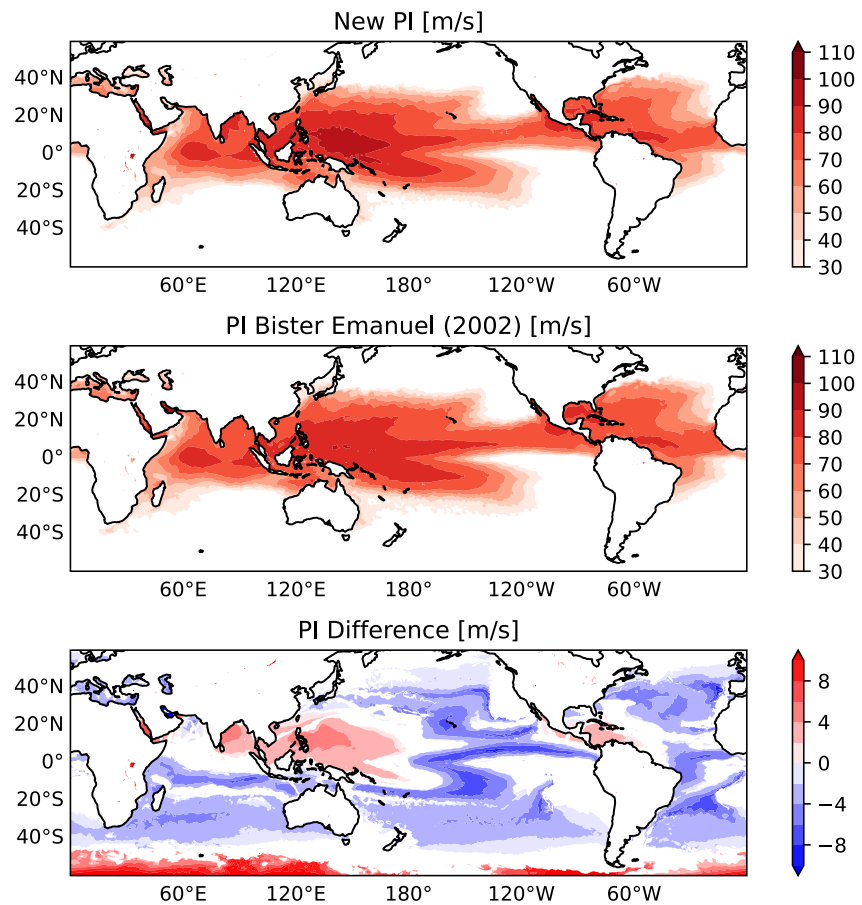 New PI [m/s]
40°N
20°N
0°
20°S
40°S
60°E 120°E 180° 120°W 60°W
110
100
90
80
70
60
50
40
30
PI Bister Emanuel (2002) [m/s]
40°N
20°N
0°
20°S
40°S
60°E 120°E 180° 120°W 60°W
110
100
90
80
70
60
50
40
30
PI Difference [m/s]
40°N
20°N
0°
20°S
40°S
60°E 120°E 180° 120°W 60°W
8
4
0
−4
−8